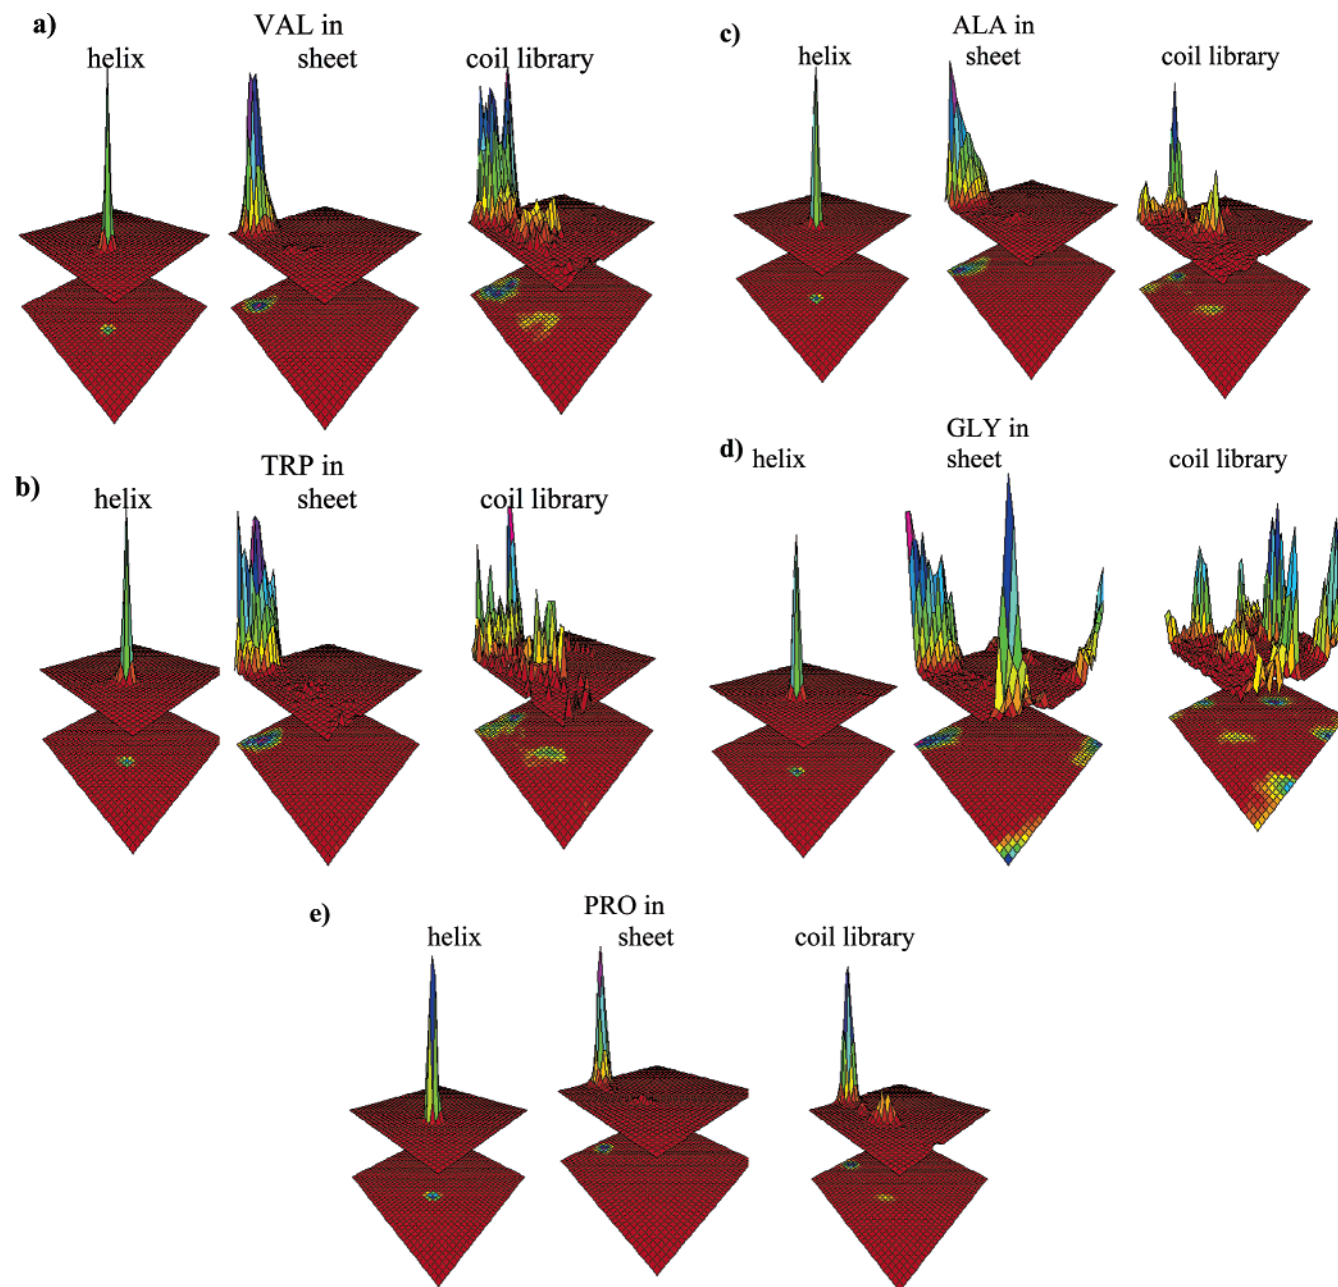 a)
VAL in
helix
sheet
coil library
c)
ALA in
helix
sheet
coil library
b)
TRP in
helix
sheet
coil library
d)
GLY in
helix
sheet
coil library
e)
PRO in
helix
sheet
coil library